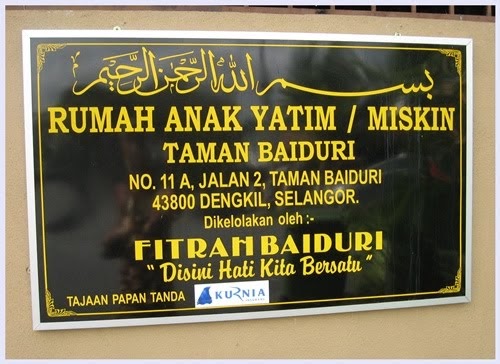 بسم الله الرحمن الرحيم
RUMAH ANAK YATIM / MISKIN
TAMAN BAIDURI
NO. 11 A, JALAN 2, TAMAN BAIDURI
43800 DENGKIL, SELANGOR.
Dikelolakan oleh :-
FITRAH BAIDURI
“ Disini Hati Kita Bersatu ”
TAJAAN PAPAN TANDA KURNIA